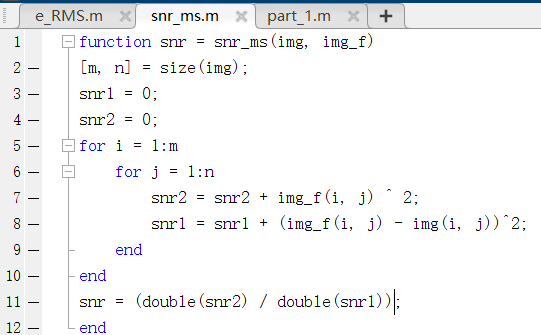 e_RMS.m × snr_ms.m × part_1.m × +
1 function snr = snr_ms(img, img_f)
2 — [m, n] = size(img);
3 — snr1 = 0;
4 — snr2 = 0;
5 — for i = 1:m
6 — for j = 1:n
7 — snr2 = snr2 + img_f(i, j) ^ 2;
8 — snr1 = snr1 + (img_f(i, j) - img(i, j))^2;
9 — end
10 — end
11 — snr = (double(snr2) / double(snr1));
12 — end